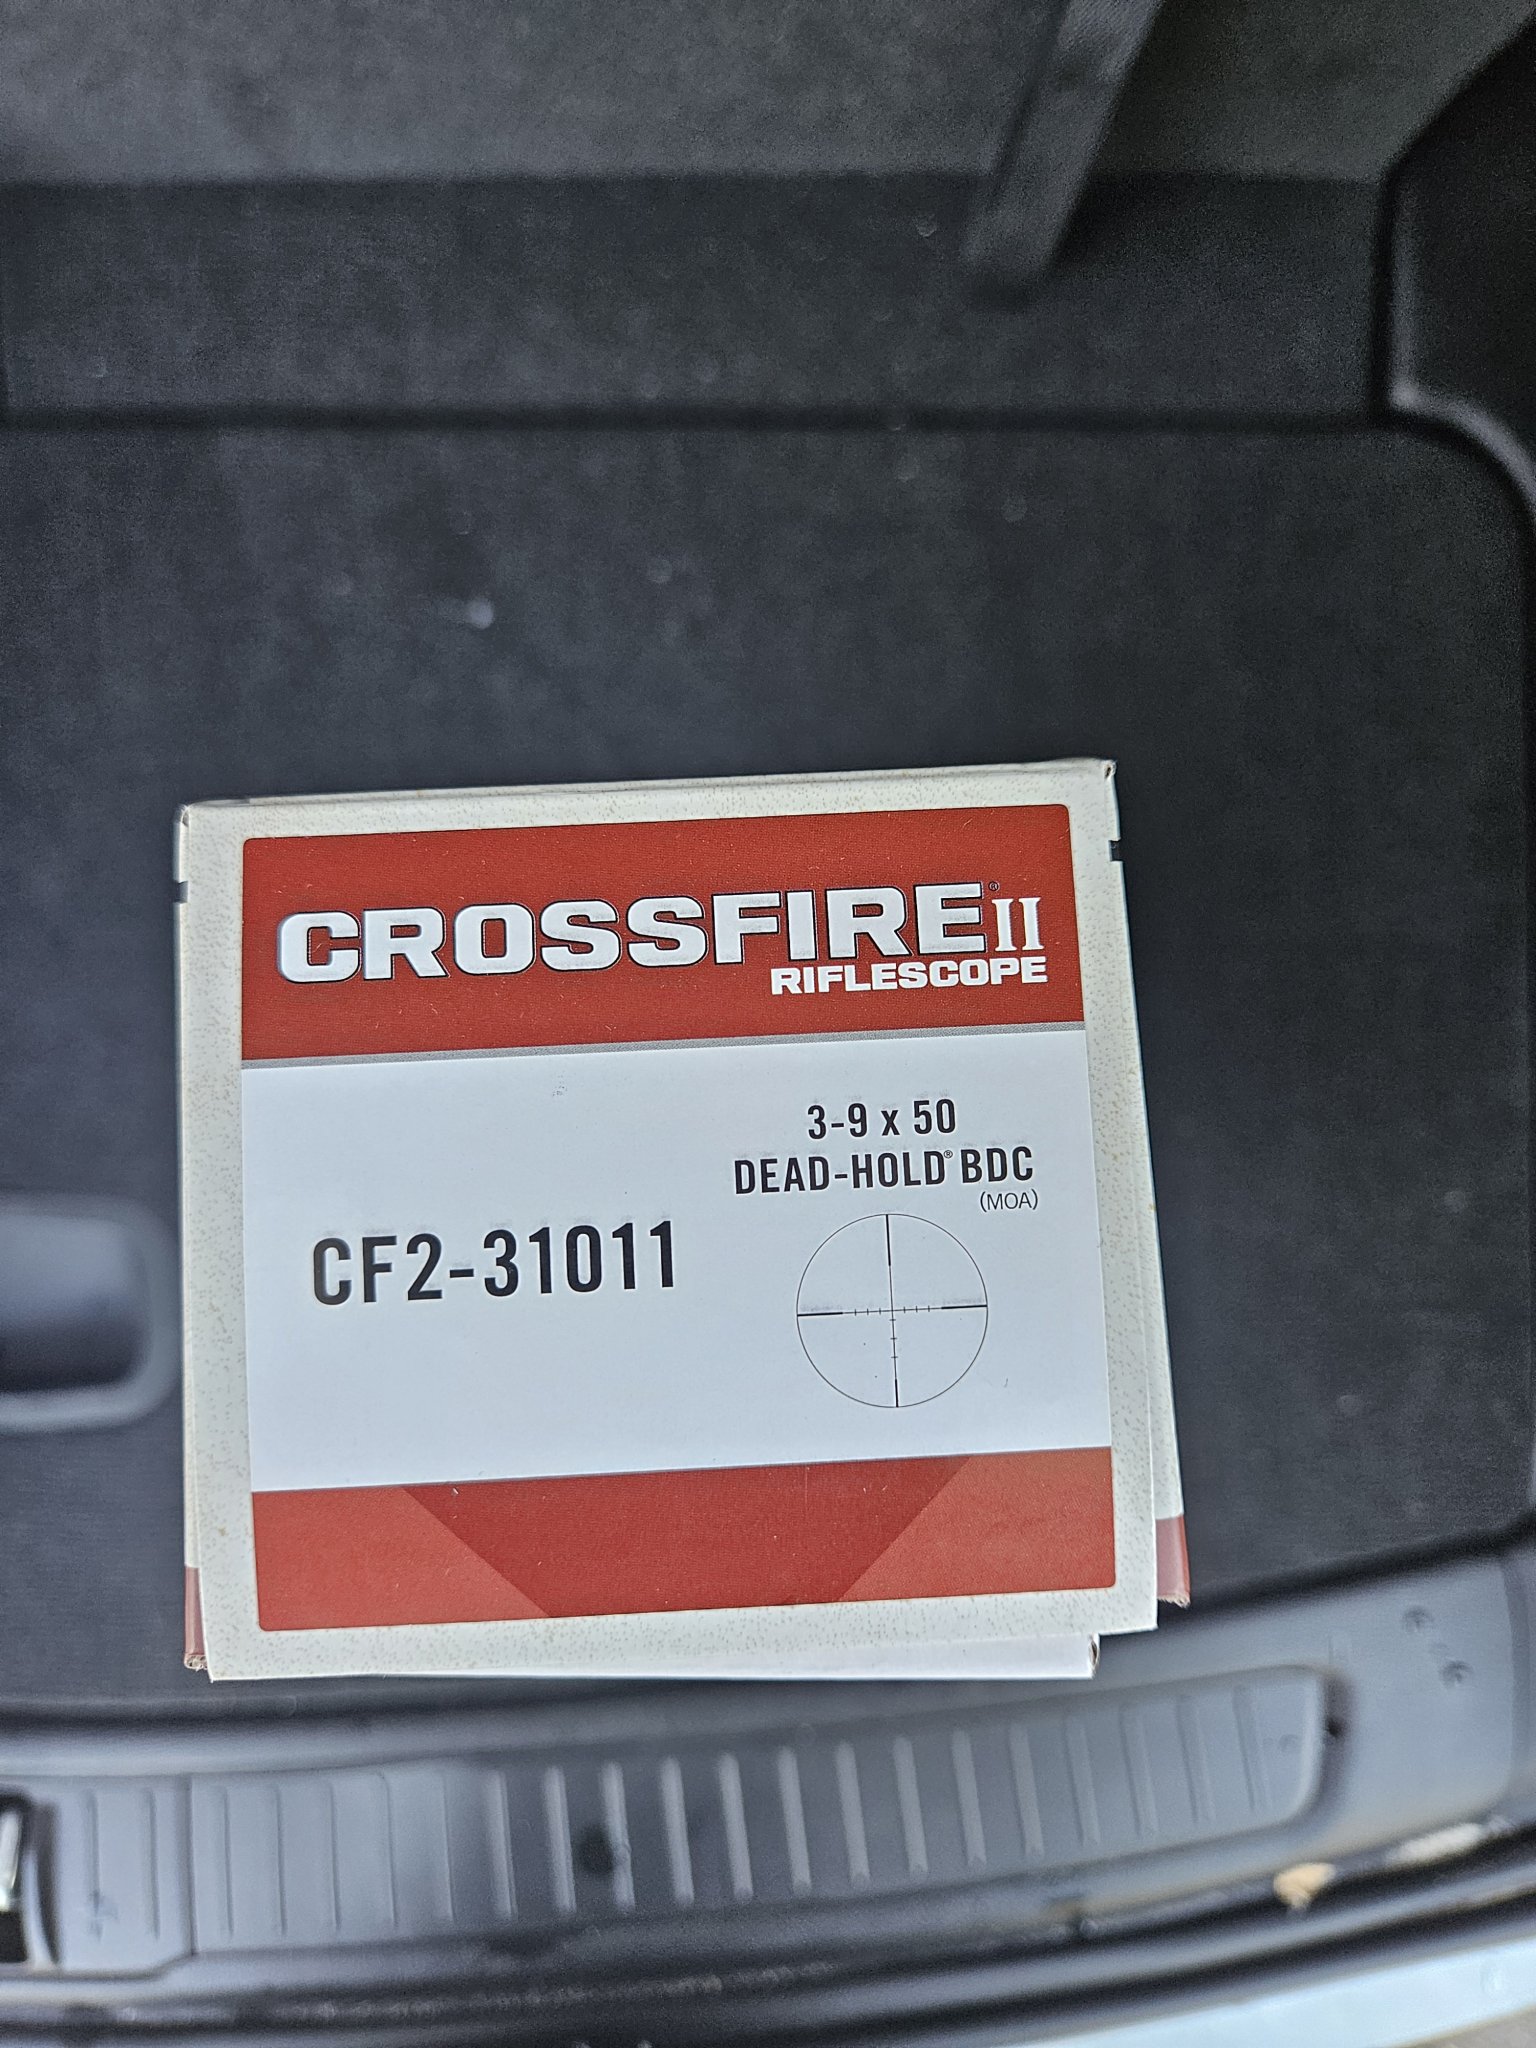 CROSSFIRE® II
RIFLESCOPE
3-9 x 50
DEAD-HOLD® BDC
(MOA)
CF2-31011